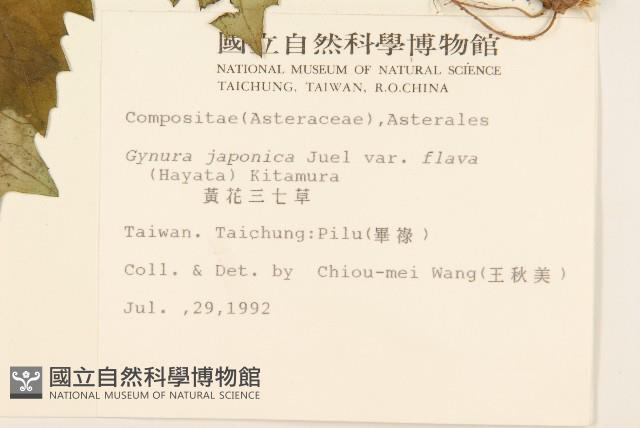 國立自然科學博物館
NATIONAL MUSEUM OF NATURAL SCIENCE
TAICHUNG, TAIWAN, R.O.CHINA
Compositae(Asteraceae),Asterales
Gynura japonica Juel var. flava
(Hayata) Kitamura
黃花三七草
Taiwan. Taichung:Pilu(畢祿)
Coll. & Det. by Chiou-mei Wang(王秋美)
Jul. ,29,1992
國立自然科學博物館
NATIONAL MUSEUM OF NATURAL SCIENCE